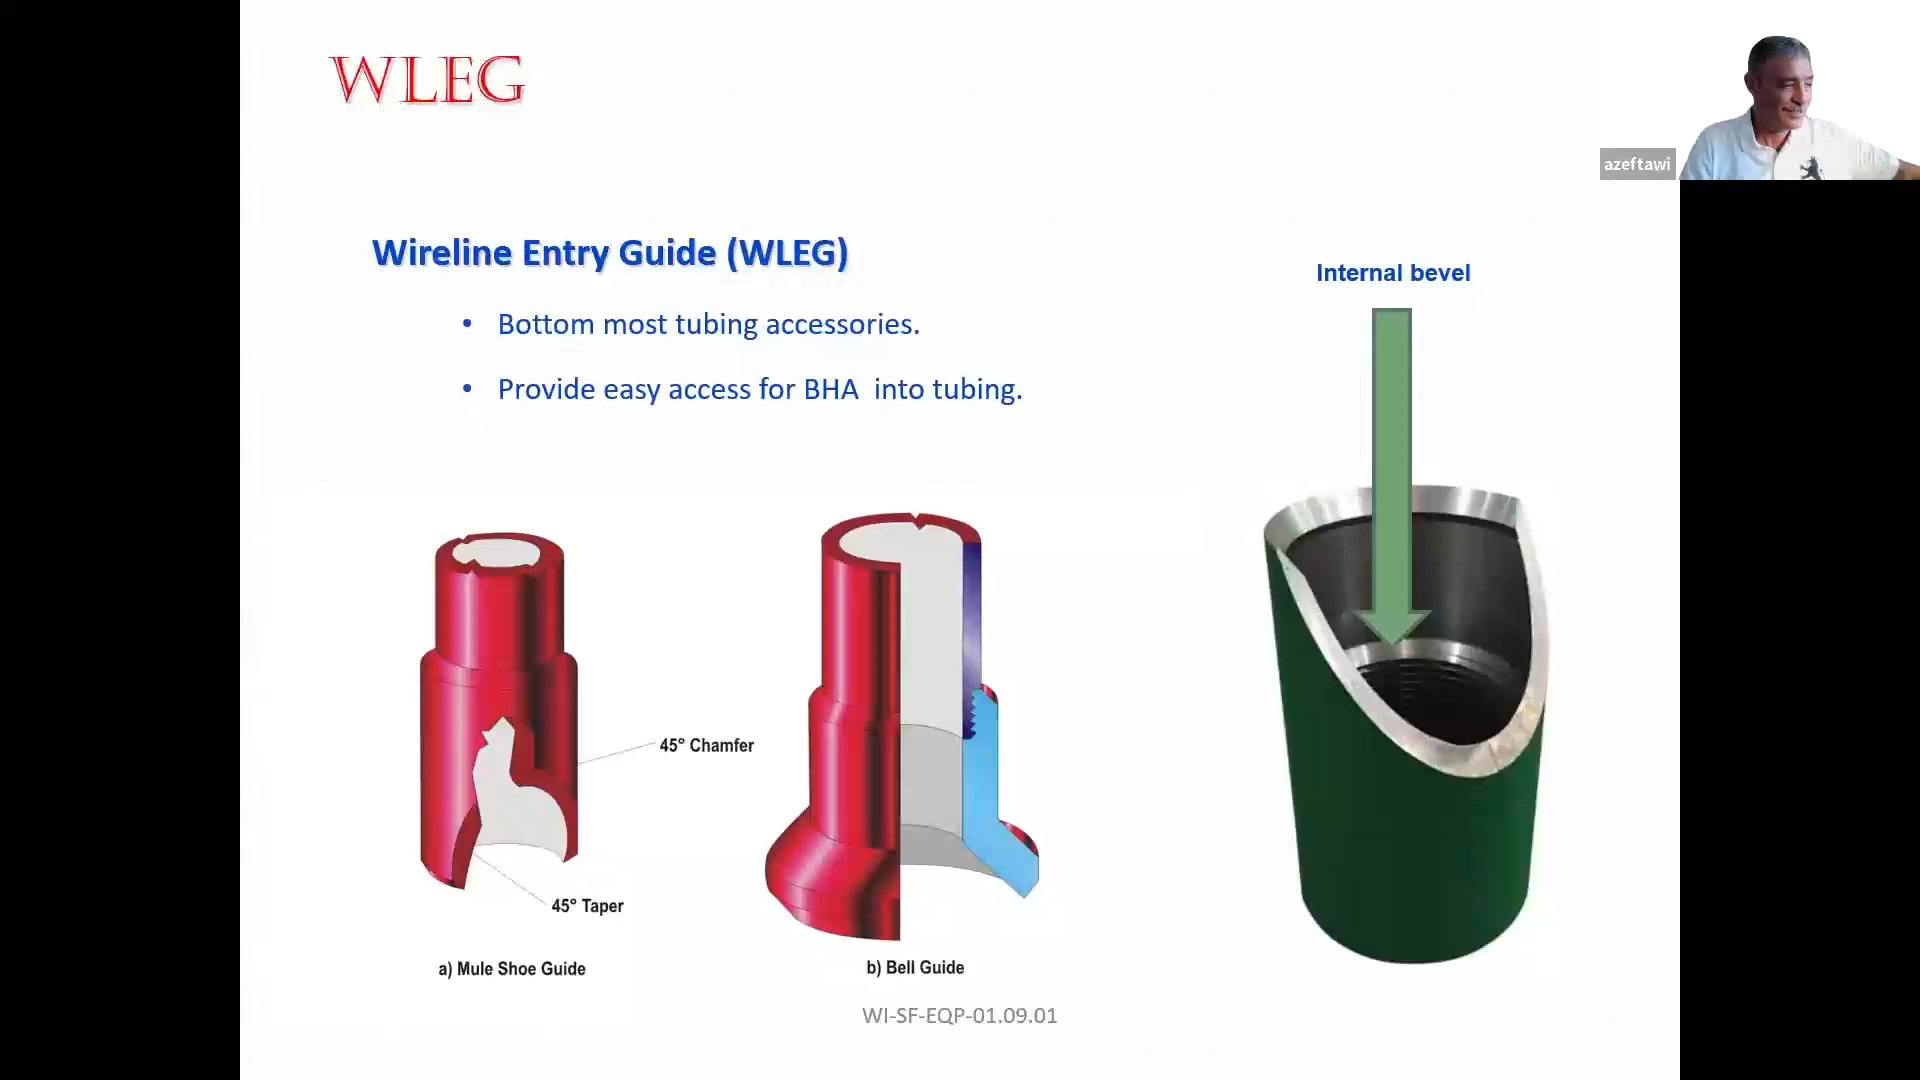 WLEG
azeftawi
Wireline Entry Guide (WLEG)
Internal bevel
• Bottom most tubing accessories.
• Provide easy access for BHA into tubing.
45° Chamfer
45° Taper
a) Mule Shoe Guide
b) Bell Guide
WI-SF-EQP-01.09.01